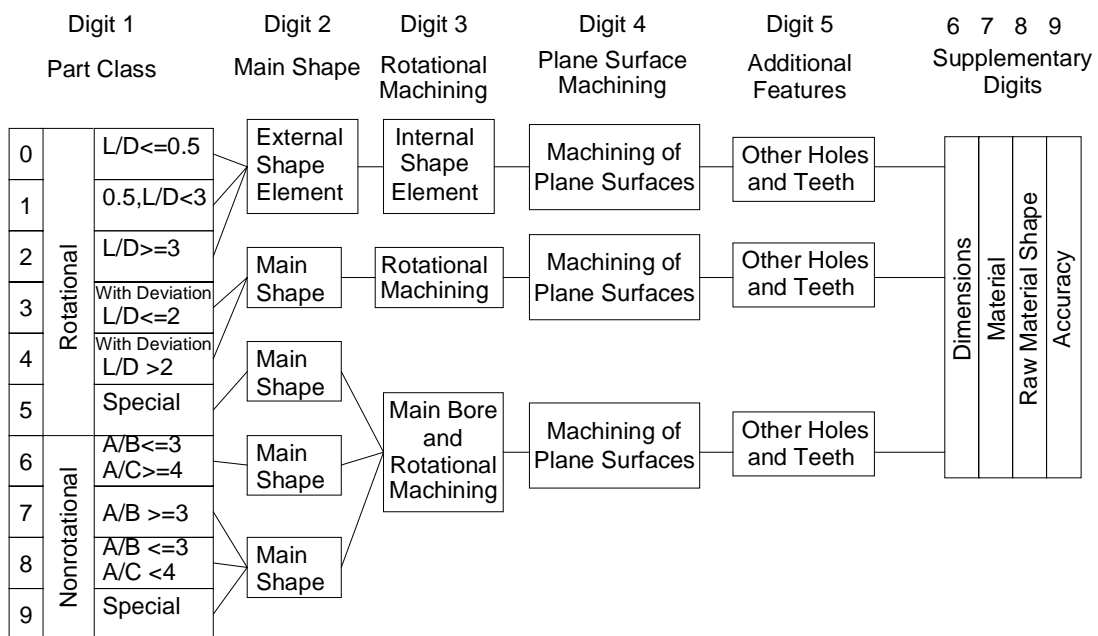 Digit 1
Digit 2
Digit 3
Digit 4
Digit 5
6 7 8 9
Part Class
Main Shape
Rotational
Machining
Plane Surface
Machining
Additional
Features
Supplementary
Digits
0
L/D<=0.5
1
0.5,L/D<3
2
L/D>=3
3
With Deviation
L/D<=2
4
With Deviation
L/D >2
5
Special
Rotational
6
A/B<=3
A/C>=4
7
A/B >=3
8
A/B <=3
A/C <4
9
Special
Nonrotational
External
Shape
Element
Internal
Shape
Element
Machining of
Plane Surfaces
Other Holes
and Teeth
Main
Shape
Rotational
Machining
Machining of
Plane Surfaces
Other Holes
and Teeth
Main
Shape
Main
Shape
Main
Shape
Main Bore
and
Rotational
Machining
Machining of
Plane Surfaces
Other Holes
and Teeth
Dimensions
Material
Raw Material Shape
Accuracy